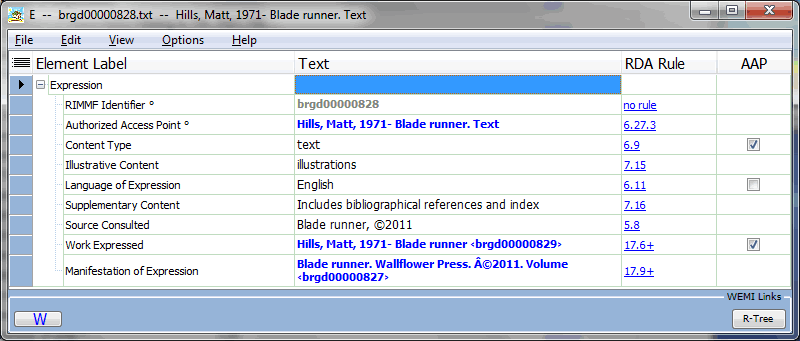 E -- brgd00000828.txt -- Hills, Matt, 1971- Blade runner. Text
File Edit View Options Help
Element Label Text RDA Rule AAP
Expression
RIMMF Identifier ° brgd00000828 no rule
Authorized Access Point ° Hills, Matt, 1971- Blade runner. Text 6.27.3
Content Type text 6.9
Illustrative Content illustrations 7.15
Language of Expression English 6.11
Supplementary Content Includes bibliographical references and index 7.16
Source Consulted Blade runner, ©2011 5.8
Work Expressed Hills, Matt, 1971- Blade runner ‹brgd00000829› 17.6+
Manifestation of Expression Blade runner. Wallflower Press. Â©2011. Volume 17.9+
‹brgd00000827›
WEMI Links
W R-Tree